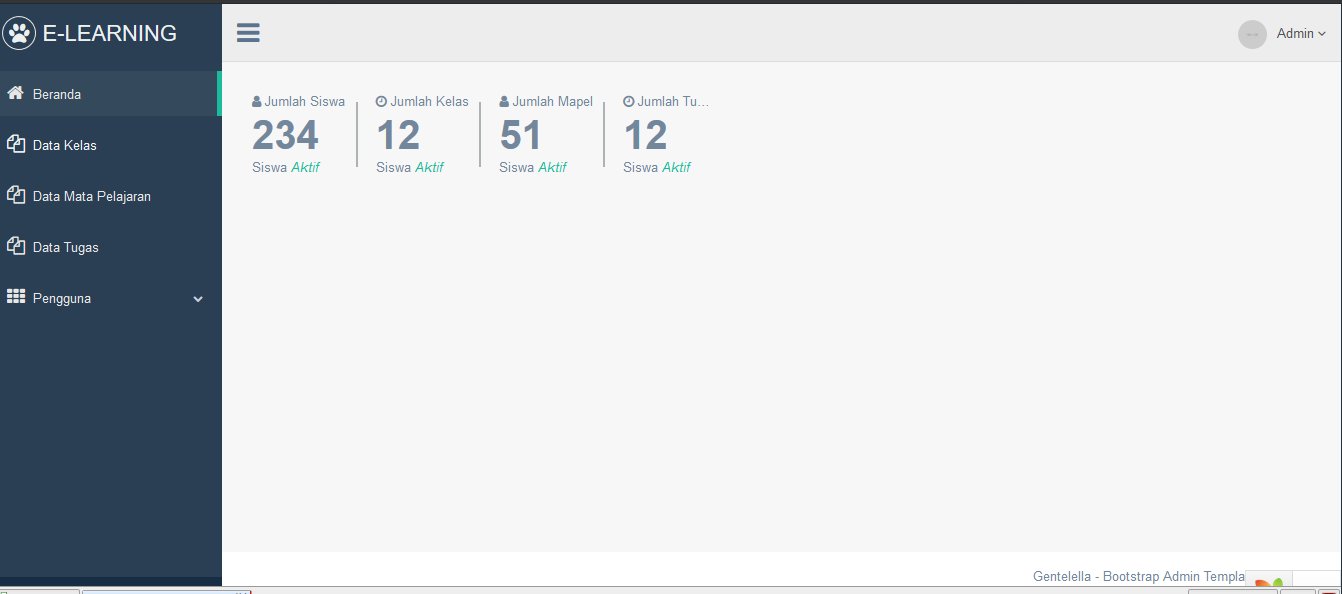 E-LEARNING
Admin
Beranda
Data Kelas
Data Mata Pelajaran
Data Tugas
Pengguna
Jumlah Siswa
234
Siswa Aktif
Jumlah Kelas
12
Siswa Aktif
Jumlah Mapel
51
Siswa Aktif
Jumlah Tu...
12
Siswa Aktif
Gentelella - Bootstrap Admin Templa